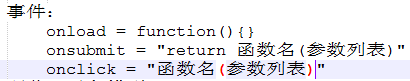 事件:
onload = function(){}
onsubmit = "return 函数名(参数列表)"
onclick = "函数名(参数列表)"